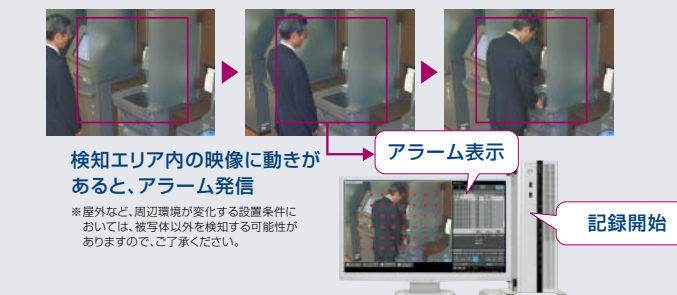 検知エリア内の映像に動きが
あると、アラーム発信
※屋外など、周辺環境が変化する設置条件に
おいては、被写体以外を検知する可能性が
ありますので、ご了承ください。
アラーム表示
記録開始